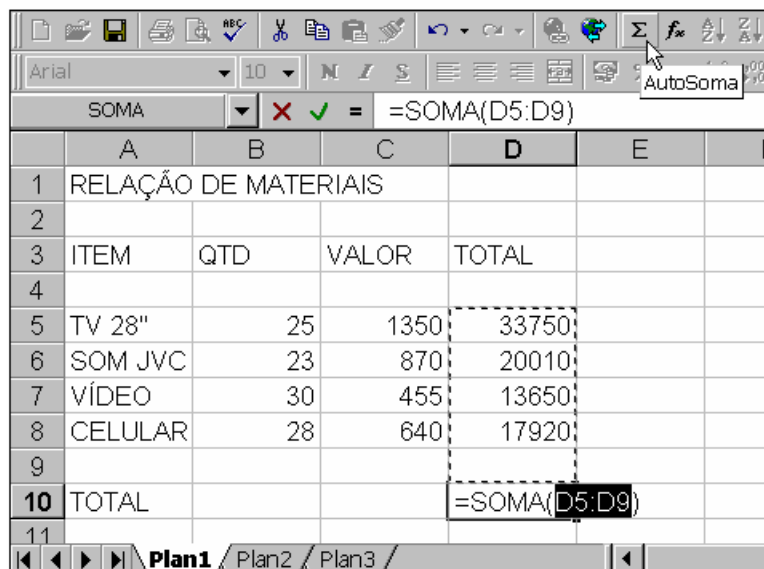 ABC Σ fx A Z Z A
Arial 10 N I S
AutoSoma
SOMA = =SOMA(D5:D9)
A B C D E
1 RELAÇÃO DE MATERIAIS
2
3 ITEM QTD VALOR TOTAL
4
5 TV 28" 25 1350 33750
6 SOM JVC 23 870 20010
7 VÍDEO 30 455 13650
8 CELULAR 28 640 17920
9
10 TOTAL =SOMA(D5:D9)
11
Plan1 Plan2 Plan3